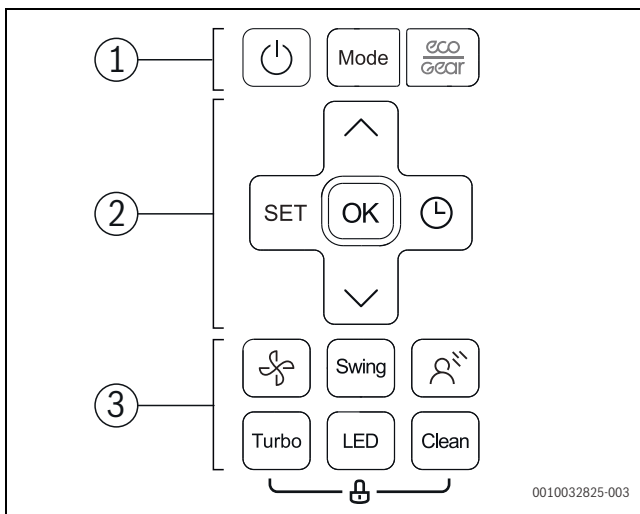 1
Mode
eco
Gear
2
SET
OK
3
Swing
Turbo
LED
Clean
0010032825-003